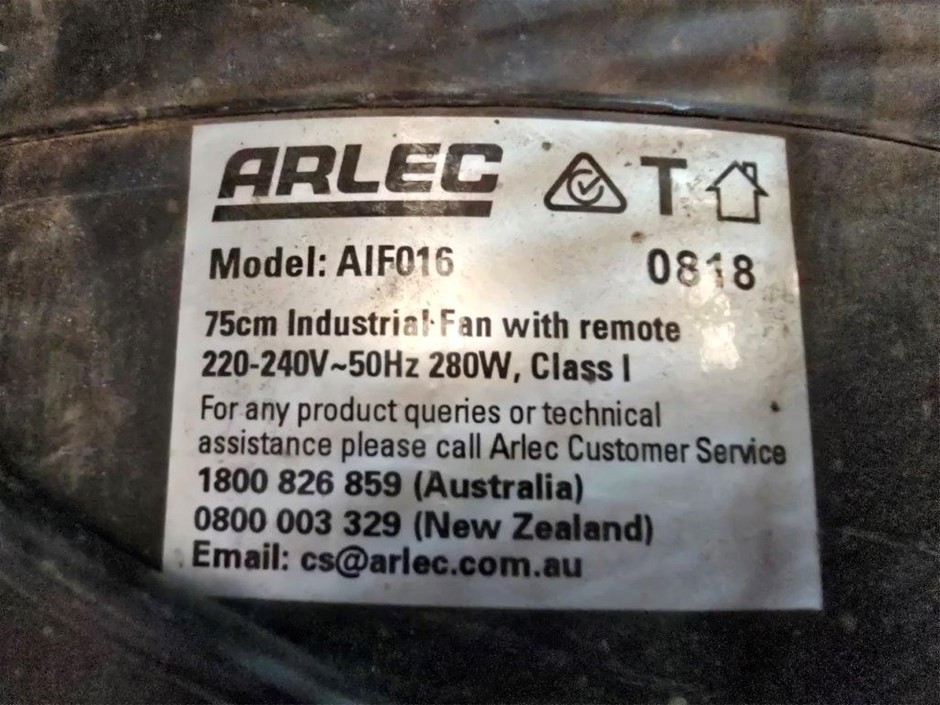 ARLEC T
Model: AIF016 0818
75cm Industrial Fan with remote
220-240V~50Hz 280W, Class I
For any product queries or technical
assistance please call Arlec Customer Service
1800 826 859 (Australia)
0800 003 329 (New Zealand)
Email: cs@arlec.com.au